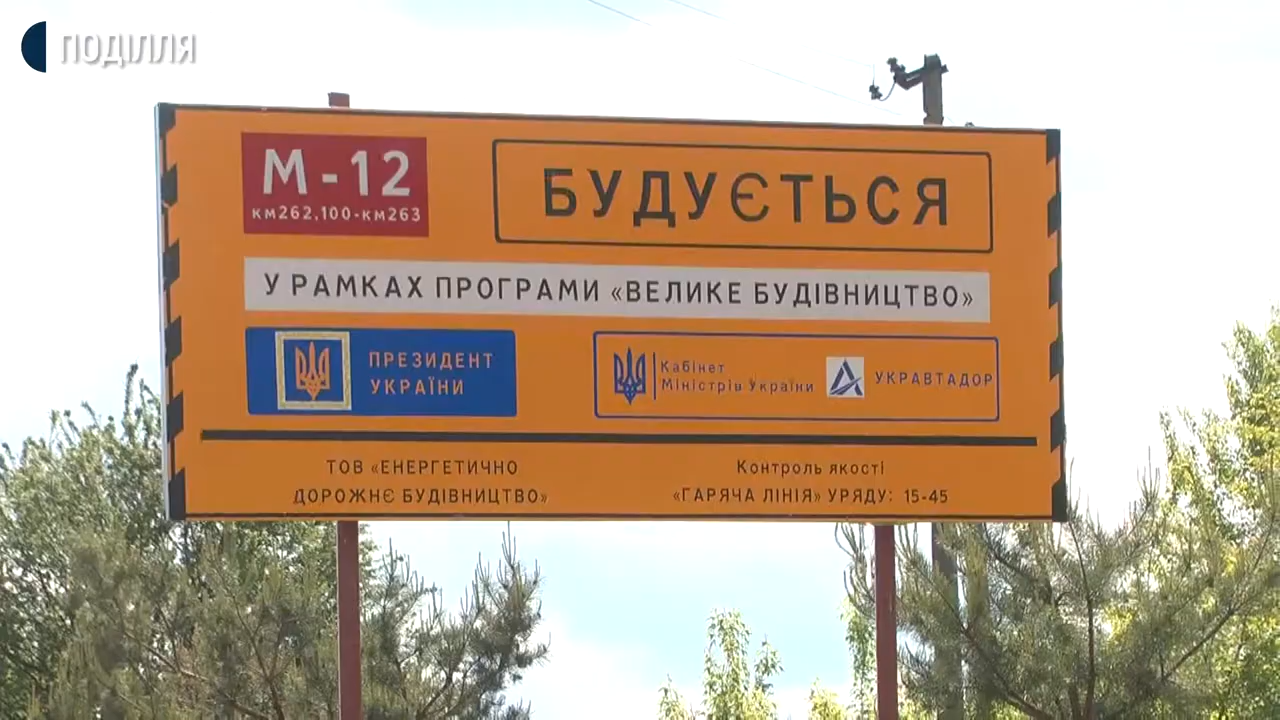 ПОДІЛЛЯ
М-12
км262,100-км263
БУДУЄТЬСЯ
У РАМКАХ ПРОГРАМИ «ВЕЛИКЕ БУДІВНИЦТВО»
ПРЕЗИДЕНТ
УКРАЇНИ
Кабінет
Міністрів України
УКРАВТАДОР
ТОВ «ЕНЕРГЕТИЧНО
ДОРОЖНЄ БУДІВНИЦТВО»
Контроль якості
«ГАРЯЧА ЛІНІЯ» УРЯДУ: 15-45